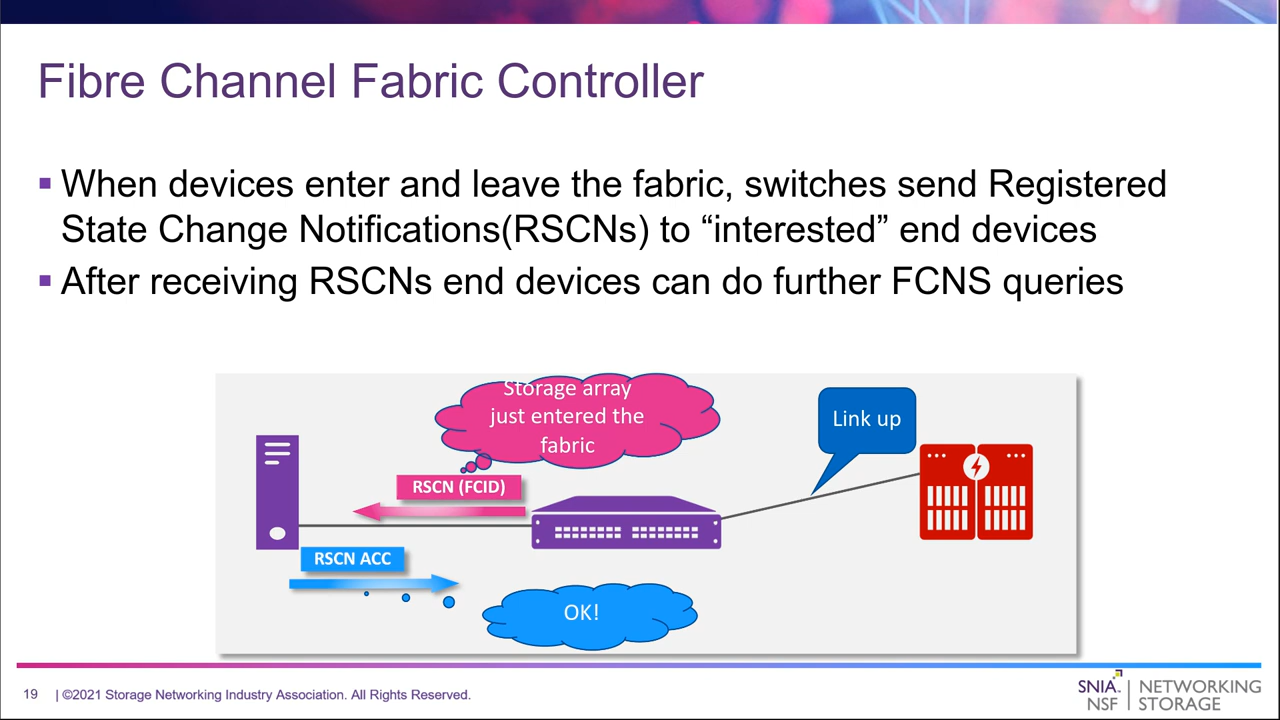 Fibre Channel Fabric Controller
▪ When devices enter and leave the fabric, switches send Registered
State Change Notifications(RSCNs) to “interested” end devices
▪ After receiving RSCNs end devices can do further FCNS queries
Storage array
just entered the
fabric
Link up
RSCN (FCID)
RSCN ACC
OK!
19 | ©2021 Storage Networking Industry Association. All Rights Reserved.
SNIA. | NETWORKING
NSF | STORAGE